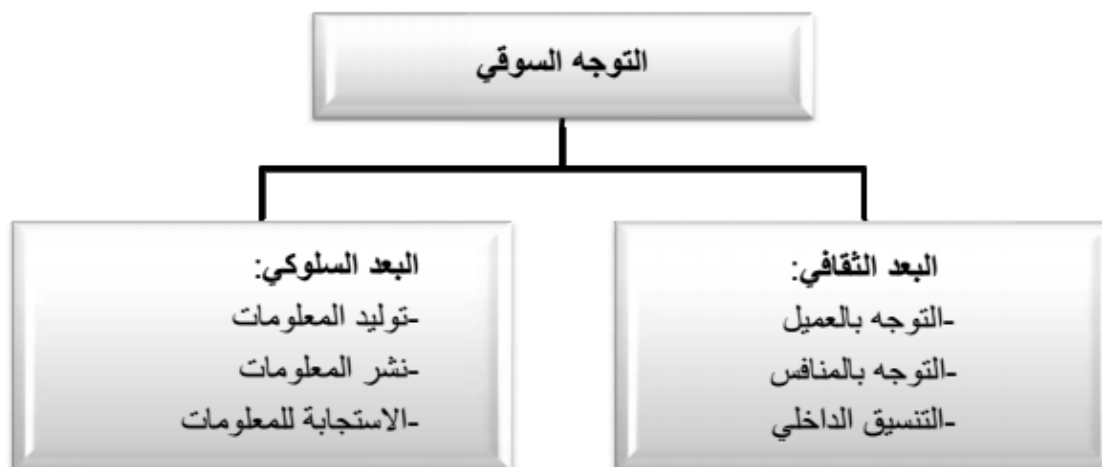 التوجه السوقي
البعد الثقافي:
-التوجه بالعميل
-التوجه بالمنافس
-التنسيق الداخلي
البعد السلوكي:
-توليد المعلومات
-نشر المعلومات
-الاستجابة للمعلومات